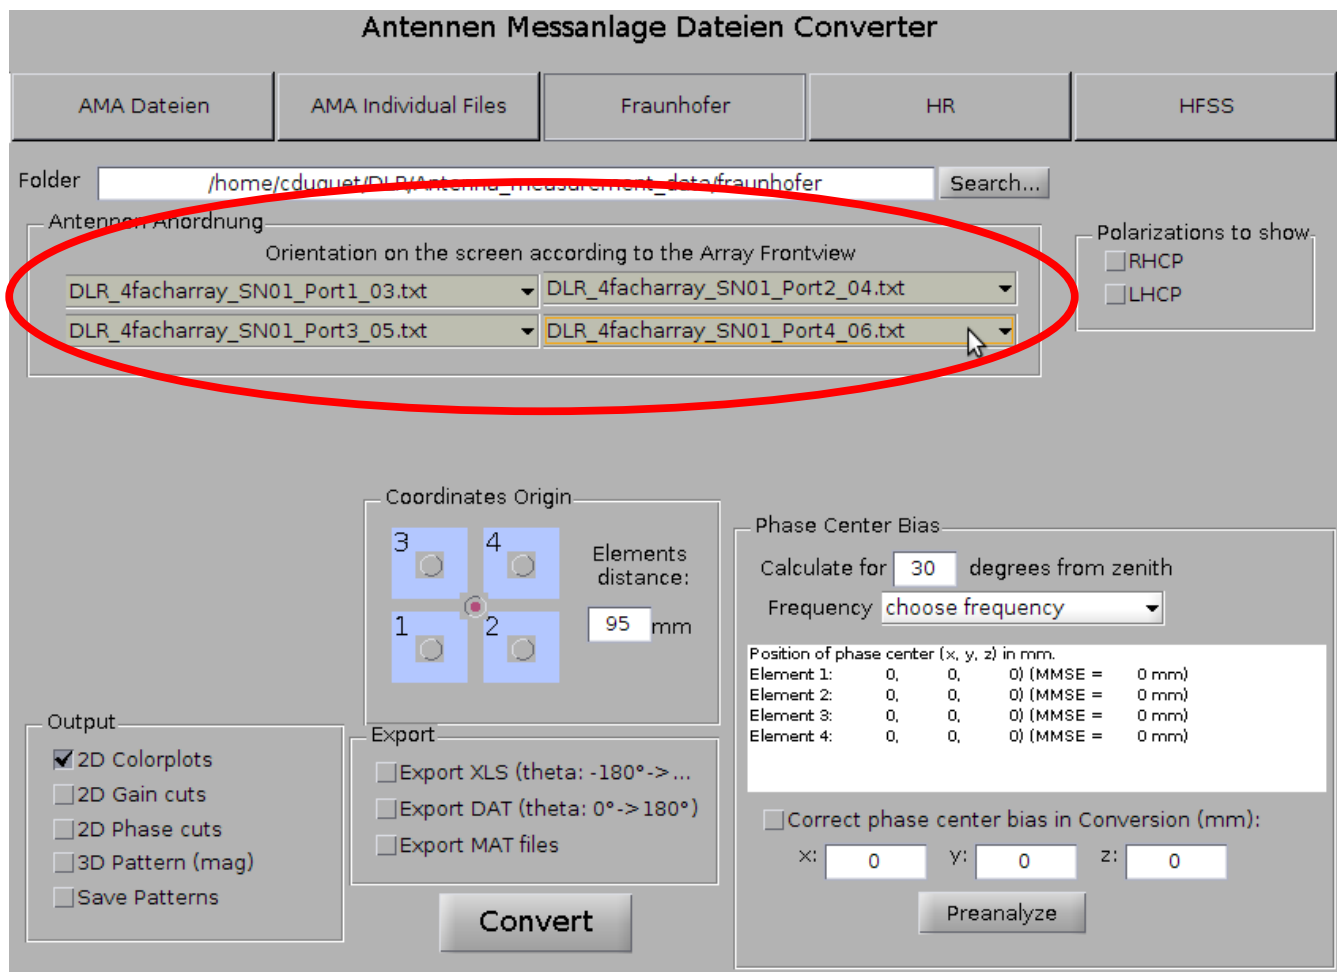 Antennen Messanlage Dateien Converter
AMA Dateien
AMA Individual Files
Fraunhofer
HR
HFSS
Folder
/home/cduquet/DLR/Antenna_measurement_data/fraunhofer
Search...
Antennen Anordnung
Orientation on the screen according to the Array Frontview
DLR_4facharray_SN01_Port1_03.txt
DLR_4facharray_SN01_Port2_04.txt
DLR_4facharray_SN01_Port3_05.txt
DLR_4facharray_SN01_Port4_06.txt
Polarizations to show
RHCP
LHCP
Coordinates Origin
3
4
1
2
Elements
distance:
95 mm
Phase Center Bias
Calculate for 30 degrees from zenith
Frequency choose frequency
Position of phase center (x, y, z) in mm.
Element 1: 0, 0, 0) (MMSE = 0 mm)
Element 2: 0, 0, 0) (MMSE = 0 mm)
Element 3: 0, 0, 0) (MMSE = 0 mm)
Element 4: 0, 0, 0) (MMSE = 0 mm)
Correct phase center bias in Conversion (mm):
x: 0 y: 0 z: 0
Preanalyze
Output
2D Colorplots
2D Gain cuts
2D Phase cuts
3D Pattern (mag)
Save Patterns
Export
Export XLS (theta: -180°->...
Export DAT (theta: 0°->180°)
Export MAT files
Convert